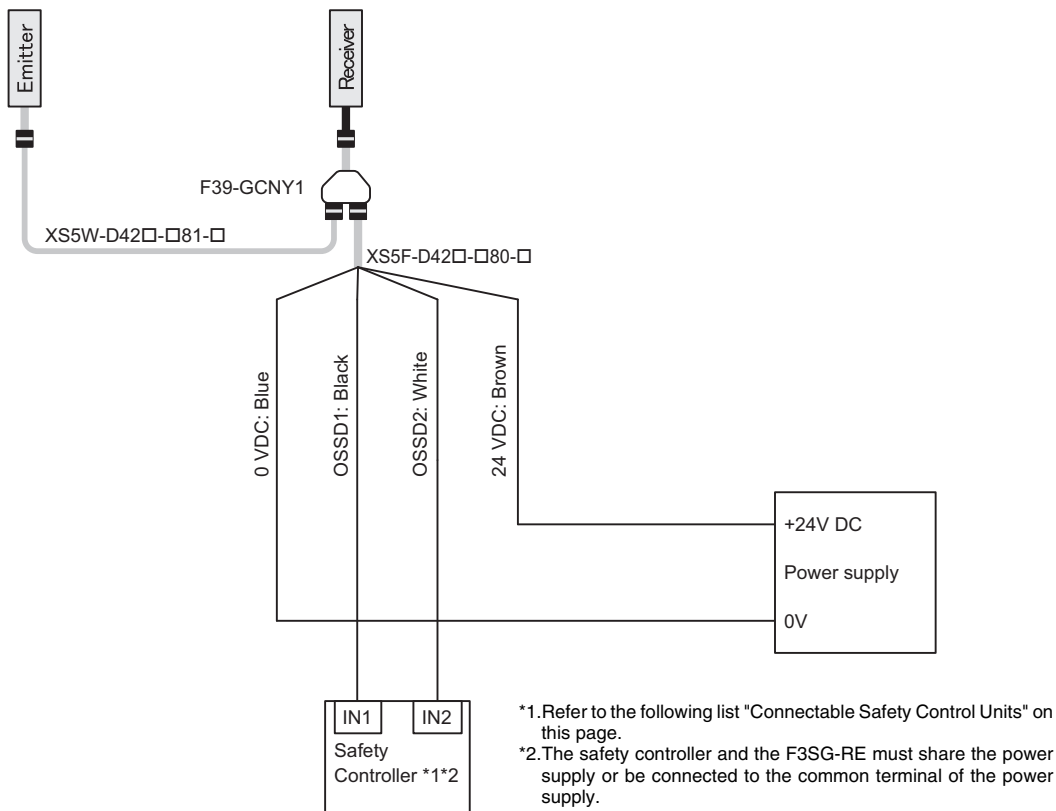 Emitter
Receiver
F39-GCNY1
XS5W-D42□-□81-□
XS5F-D42□-□80-□
0 VDC: Blue
OSSD1: Black
OSSD2: White
24 VDC: Brown
+24V DC
Power supply
0V
IN1
IN2
Safety
Controller *1*2
*1.Refer to the following list "Connectable Safety Control Units" on
this page.
*2.The safety controller and the F3SG-RE must share the power
supply or be connected to the common terminal of the power
supply.